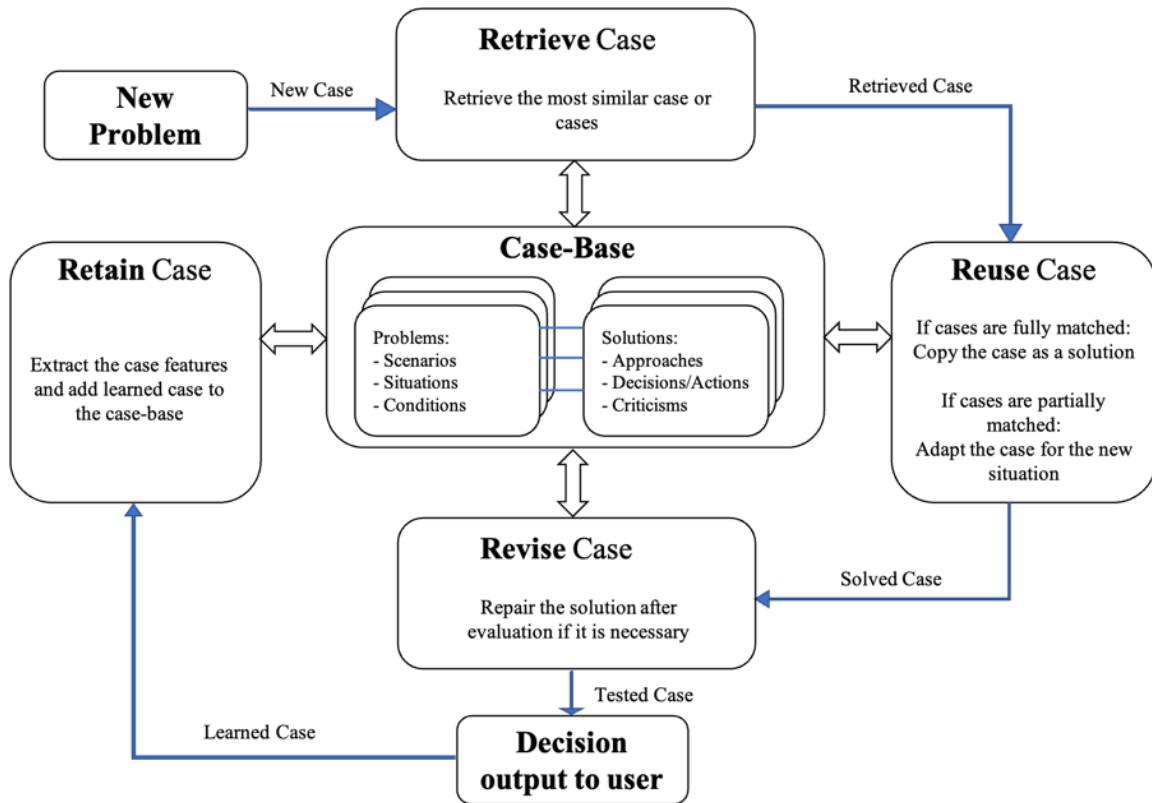 Retrieve Case
Retrieve the most similar case or
cases
New
Problem
New Case
Retrieved Case
Case-Base
Problems:
- Scenarios
- Situations
- Conditions
Solutions:
- Approaches
- Decisions/Actions
- Criticisms
Retain Case
Extract the case features
and add learned case to
the case-base
Reuse Case
If cases are fully matched:
Copy the case as a solution
If cases are partially
matched:
Adapt the case for the new
situation
Revise Case
Repair the solution after
evaluation if it is necessary
Solved Case
Tested Case
Learned Case
Decision
output to user